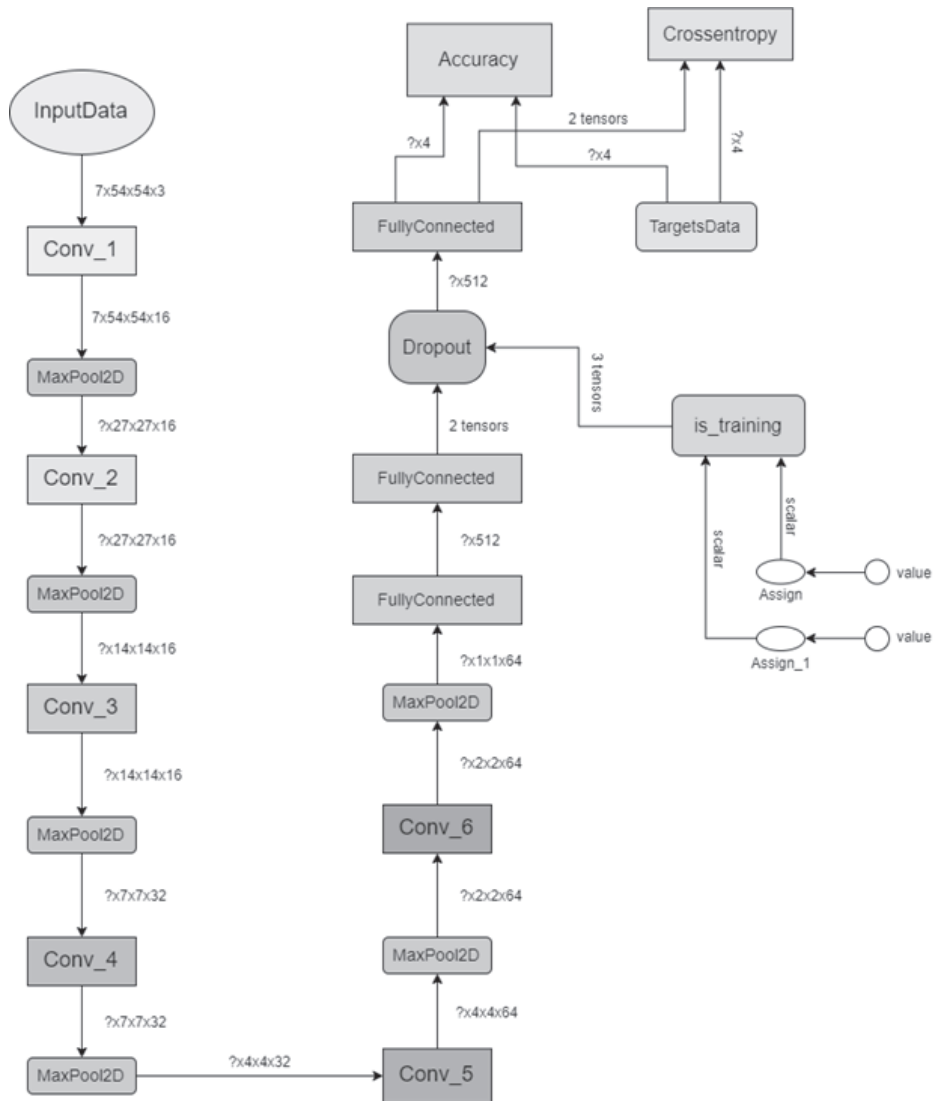 InputData
7x54x54x3
Conv_1
7x54x54x16
MaxPool2D
?x27x27x16
Conv_2
?x27x27x16
MaxPool2D
?x14x14x16
Conv_3
?x14x14x16
MaxPool2D
?x7x7x32
Conv_4
?x7x7x32
MaxPool2D
?x4x4x32
Conv_5
?x4x4x64
MaxPool2D
?x2x2x64
Conv_6
?x2x2x64
MaxPool2D
?x1x1x64
FullyConnected
?x512
FullyConnected
2 tensors
Dropout
?x512
FullyConnected
?x4
2 tensors
Accuracy
Crossentropy
?x4
?x4
TargetsData
3 tensors
is_training
scalar
scalar
Assign
value
Assign_1
value